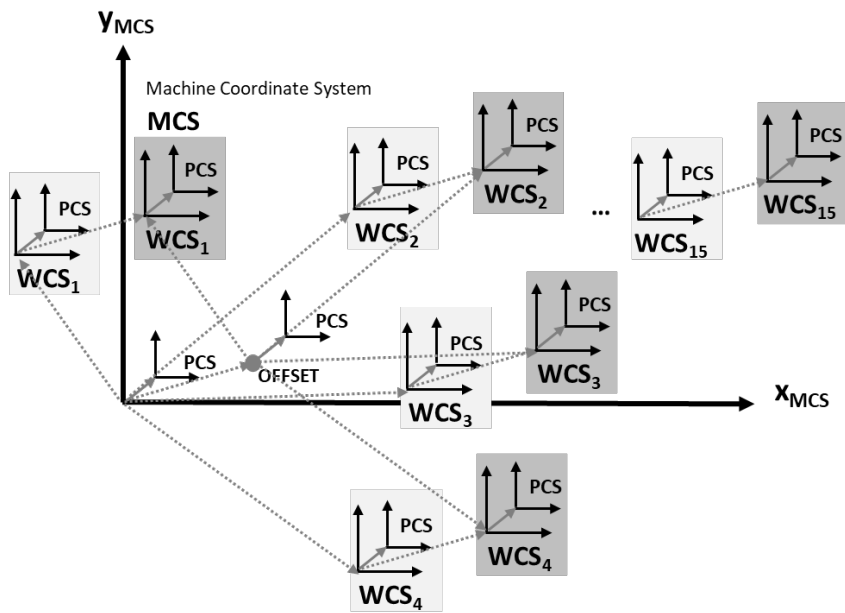 yMCS
Machine Coordinate System
MCS
PCS
WCS2
PCS
WCS15
PCS
WCS1
PCS
WCS2
...
PCS
WCS15
PCS
WCS1
PCS
PCS
OFFSET
PCS
WCS3
PCS
WCS3
xMCS
PCS
WCS4
PCS
WCS4